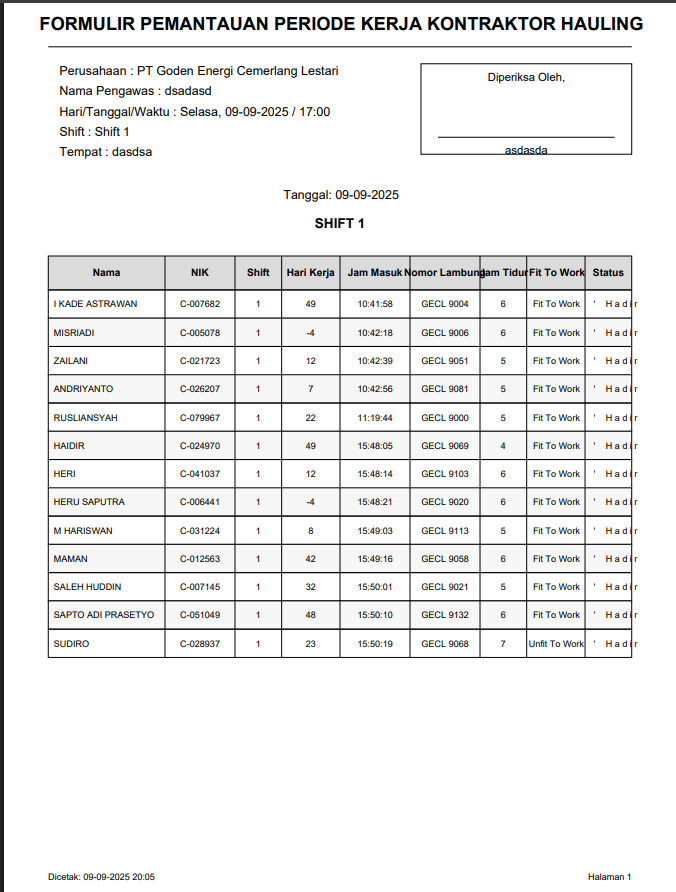 FORMULIR PEMANTAUAN PERIODE KERJA KONTRAKTOR HAULING
Perusahaan : PT Goden Energi Cemerlang Lestari
Nama Pengawas : dsadasd
Hari/Tanggal/Waktu : Selasa, 09-09-2025 / 17:00
Shift : Shift 1
Tempat : dasdsa
Diperiksa Oleh,
asdasda
Tanggal: 09-09-2025
SHIFT 1
Nama NIK Shift Hari Kerja Jam Masuk Nomor Lambung Jam Tidur Fit To Work Status
I KADE ASTRAWAN C-007682 1 49 10:41:58 GECL 9004 6 Fit To Work ' H a d i r
MISRIADI C-005078 1 -4 10:42:18 GECL 9006 6 Fit To Work ' H a d i r
ZAILANI C-021723 1 12 10:42:39 GECL 9051 5 Fit To Work ' H a d i r
ANDRIYANTO C-026207 1 7 10:42:56 GECL 9081 5 Fit To Work ' H a d i r
RUSLIANSYAH C-079967 1 22 11:19:44 GECL 9000 5 Fit To Work ' H a d i r
HAIDIR C-024970 1 49 15:48:05 GECL 9069 4 Fit To Work ' H a d i r
HERI C-041037 1 12 15:48:14 GECL 9103 6 Fit To Work ' H a d i r
HERU SAPUTRA C-006441 1 -4 15:48:21 GECL 9020 6 Fit To Work ' H a d i r
M HARISWAN C-031224 1 8 15:49:03 GECL 9113 5 Fit To Work ' H a d i r
MAMAN C-012563 1 42 15:49:16 GECL 9058 6 Fit To Work ' H a d i r
SALEH HUDDIN C-007145 1 32 15:50:01 GECL 9021 5 Fit To Work ' H a d i r
SAPTO ADI PRASETYO C-051049 1 48 15:50:10 GECL 9132 6 Fit To Work ' H a d i r
SUDIRO C-028937 1 23 15:50:19 GECL 9068 7 Unfit To Work ' H a d i r
Dicetak: 09-09-2025 20:05
Halaman 1